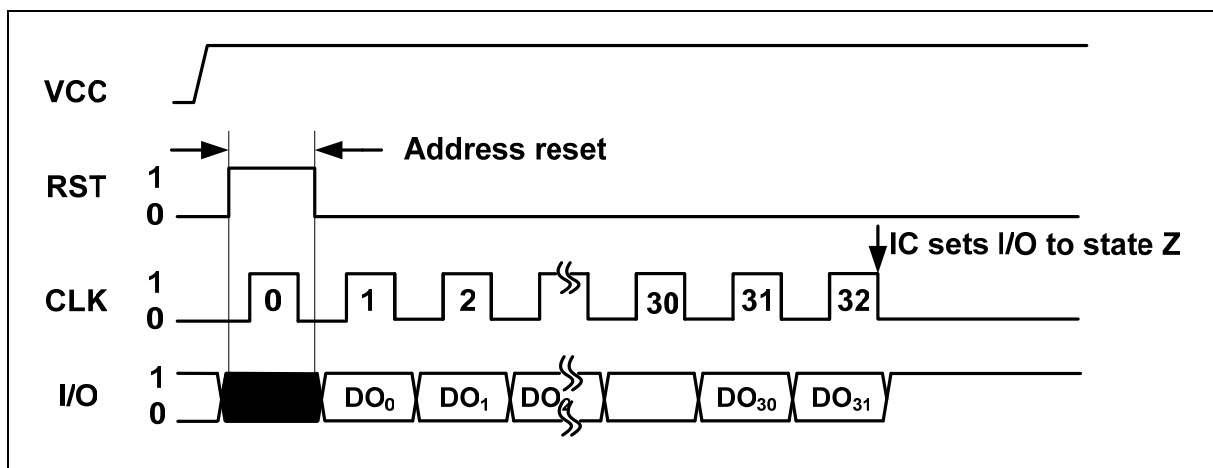 VCC
Address reset
RST 1
0
IC sets I/O to state Z
CLK 1 0 1 2 30 31 32
0
I/O 1 DO₀ DO₁ DO₂ DO₃₀ DO₃₁
0